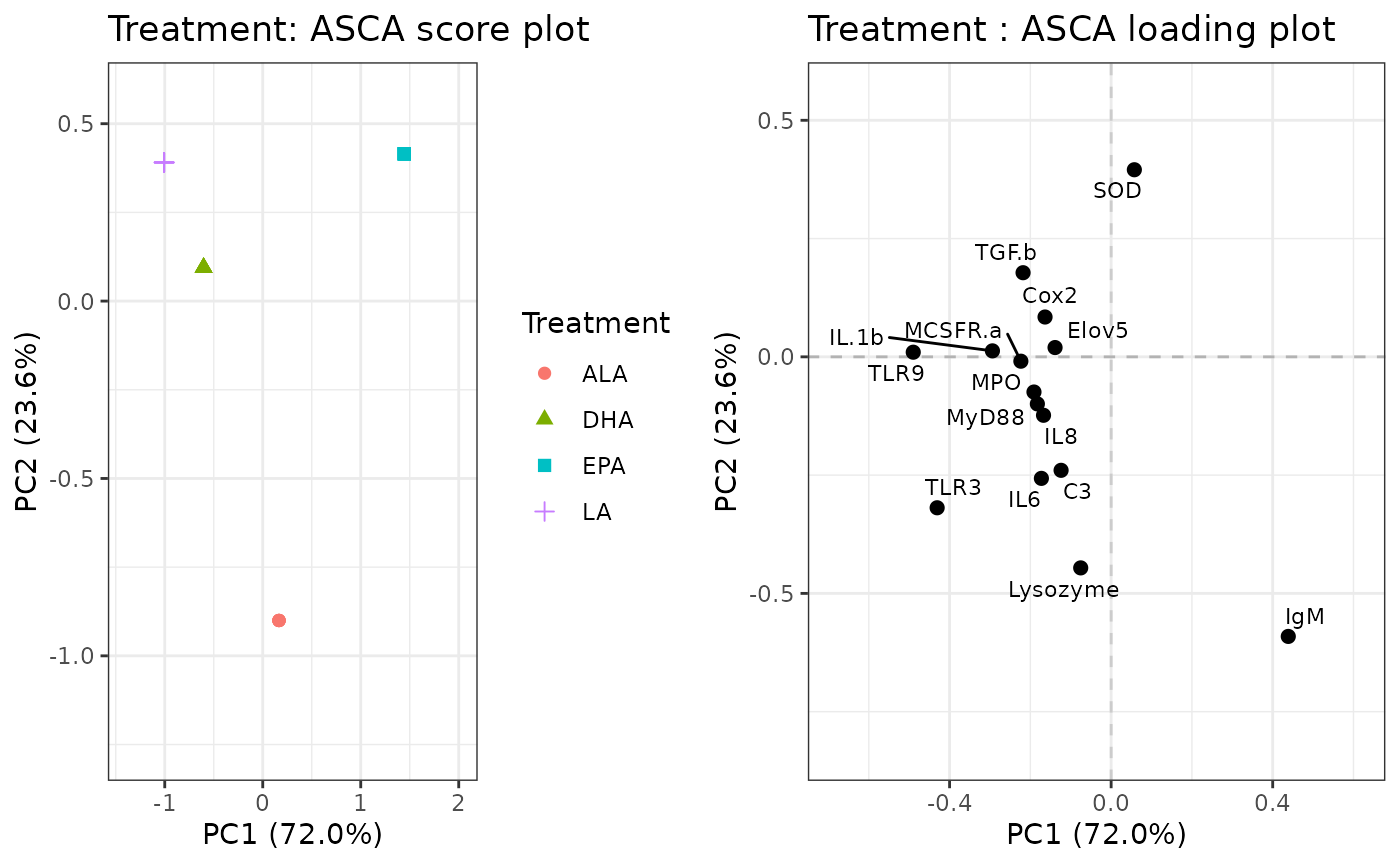 Treatment: ASCA score plot
0.5
0.0
-0.5
-1.0
PC2 (23.6%)
-1
0
1
2
PC1 (72.0%)
Treatment
ALA
DHA
EPA
LA
Treatment : ASCA loading plot
0.5
0.0
-0.5
PC2 (23.6%)
SOD
TGF.b
Cox2
IL.1b
MCSFR.a
Elov5
TLR9
MPO
MyD88
IL8
TLR3
IL6
C3
Lysozyme
IgM
-0.4
0.0
0.4
PC1 (72.0%)